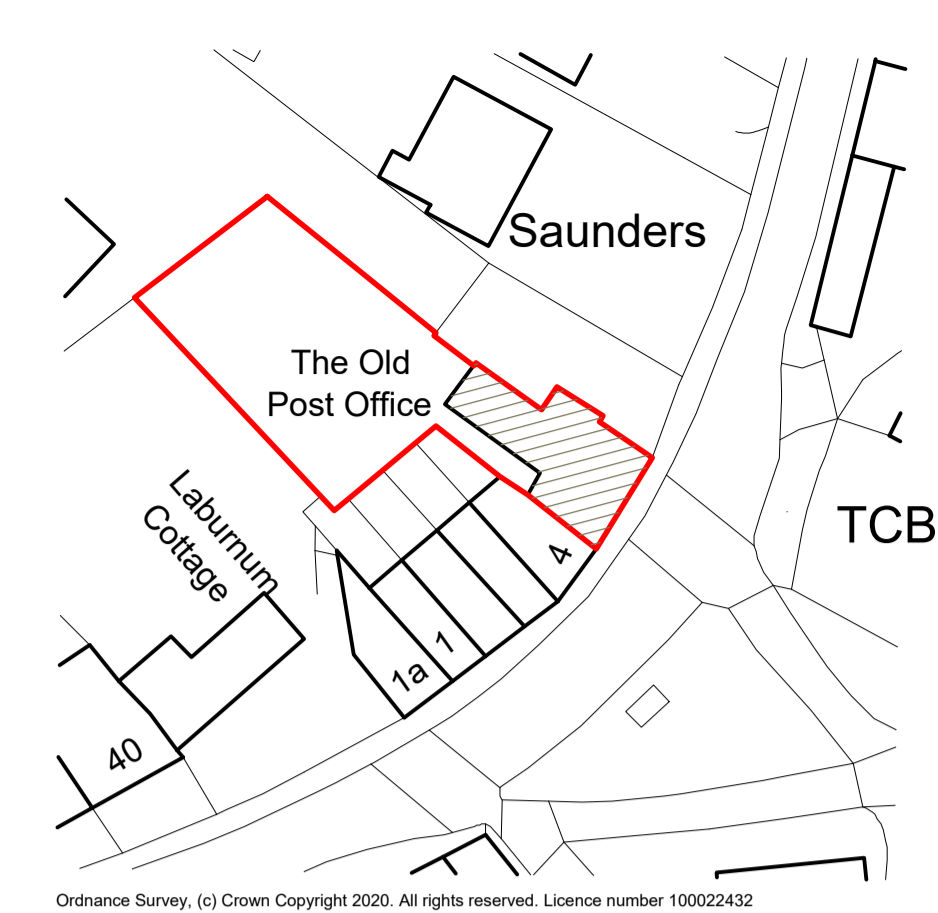 Saunders
The Old
Post Office
Laburnum
Cottage
TCB
4
1
1a
40
Ordnance Survey, (c) Crown Copyright 2020. All rights reserved. Licence number 100022432